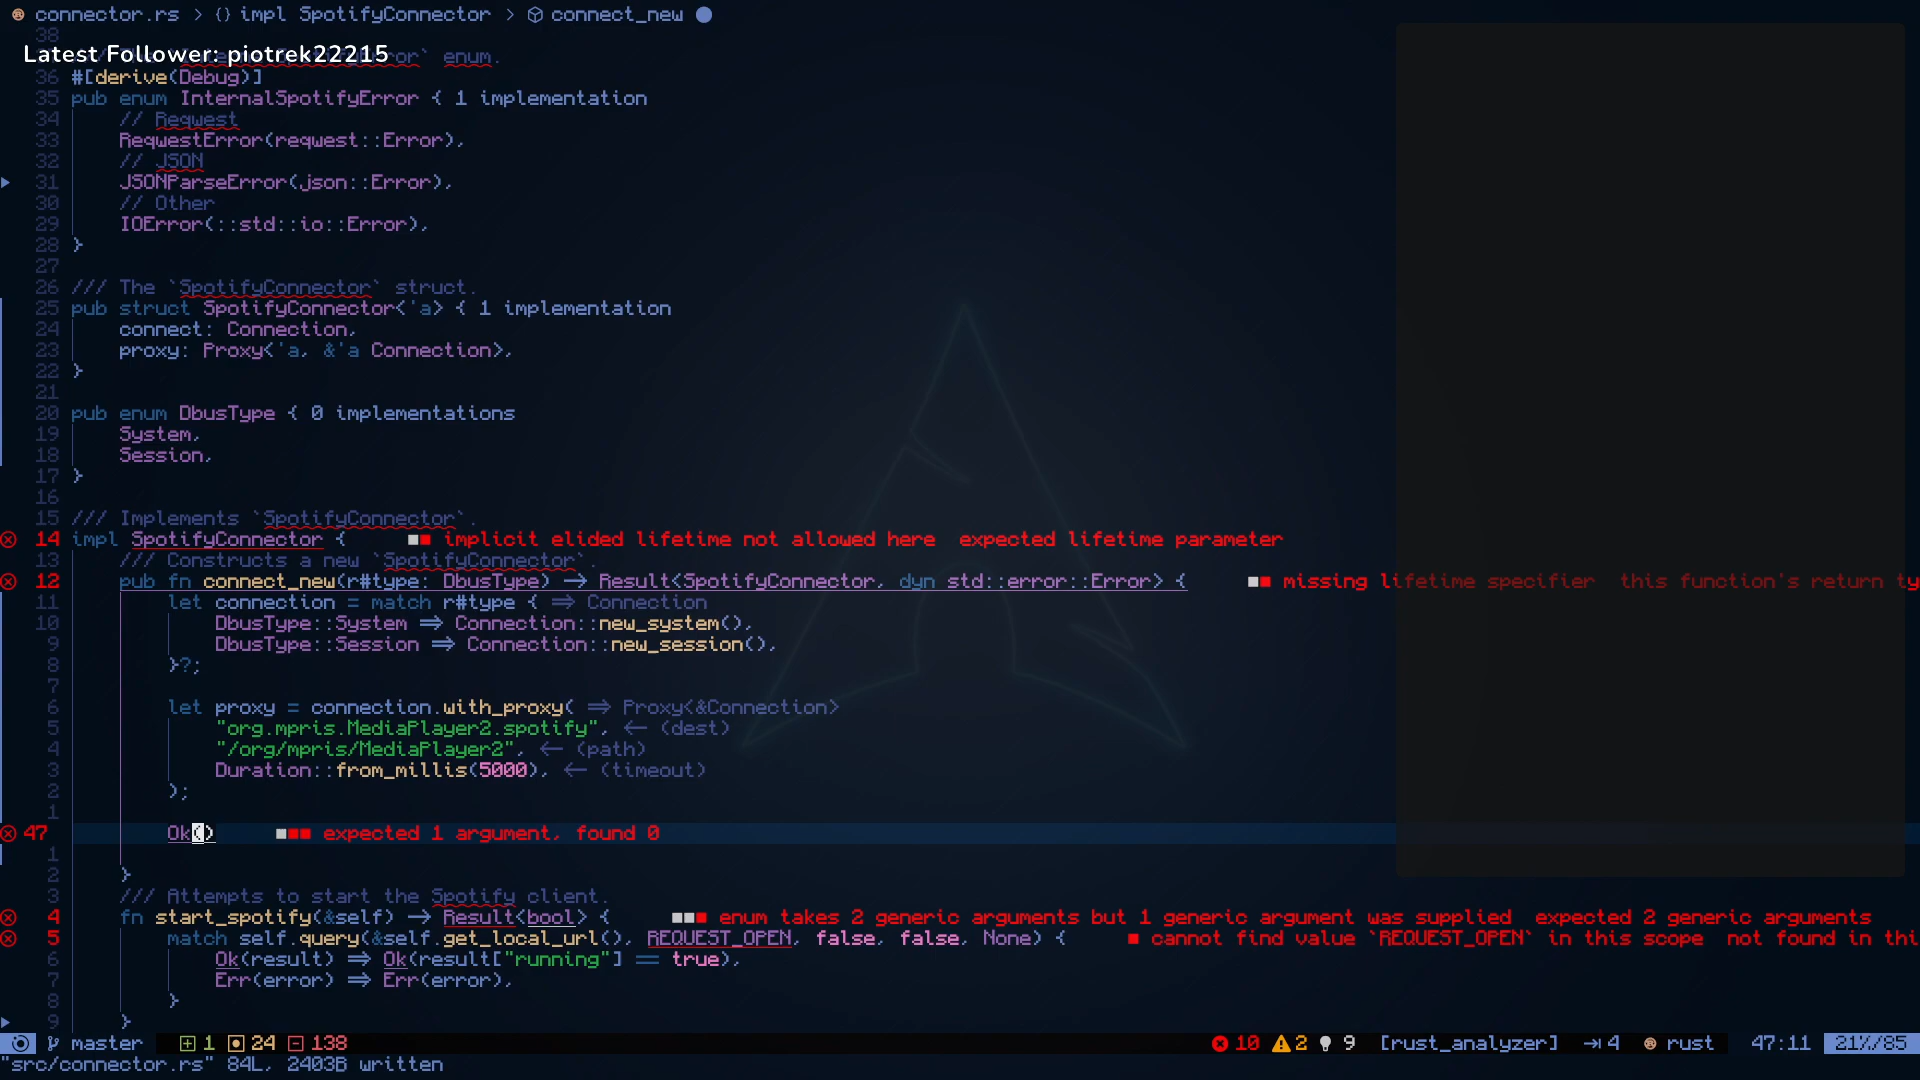 connector.rs > {} impl SpotifyConnector > connect_new
38
Latest Follower: piotrek22215
` enum.
36 #[derive(Debug)]
35 pub enum InternalSpotifyError { 1 implementation
34 // Request
33 RequestError(request::Error),
32 // JSON
31 JSONParseError(json::Error),
30 // Other
29 IOError(::std::io::Error),
28 }
27
26 /// The `SpotifyConnector` struct.
25 pub struct SpotifyConnector<'a> { 1 implementation
24 connect: Connection,
23 proxy: Proxy<'a, &'a Connection>,
22 }
21
20 pub enum DbusType { 0 implementations
19 System,
18 Session,
17 }
16
15 /// Implements `SpotifyConnector`.
14 impl SpotifyConnector { ■■ implicit elided lifetime not allowed here  expected lifetime parameter
13 /// Constructs a new `SpotifyConnector`.
12 pub fn connect_new(r#type: DbusType) -> Result<SpotifyConnector, dyn std::error::Error> { ■■ missing lifetime specifier  this function's return ty
11 let connection = match r#type { => Connection
10 DbusType::System => Connection::new_system(),
9 DbusType::Session => Connection::new_session(),
8 }?;
7
6 let proxy = connection.with_proxy( => Proxy<&Connection>
5 "org.mpris.MediaPlayer2.spotify", <- (dest)
4 "/org/mpris/MediaPlayer2", <- (path)
3 Duration::from_millis(5000), <- (timeout)
2 );
1
47 Ok() ■■■ expected 1 argument, found 0
1
2 }
3 /// Attempts to start the Spotify client.
4 fn start_spotify(&self) -> Result<bool> { ■■■ enum takes 2 generic arguments but 1 generic argument was supplied  expected 2 generic arguments
5 match self.query(&self.get_local_url(), REQUEST_OPEN, false, false, None) { ■ cannot find value `REQUEST_OPEN` in this scope  not found in thi
6 Ok(result) => Ok(result["running"] == true),
7 Err(error) => Err(error),
8 }
9 }
master 1 24 138 10 2 9 [rust_analyzer] 4 rust 47:11 21%/85
"src/connector.rs" 84L, 2403B written